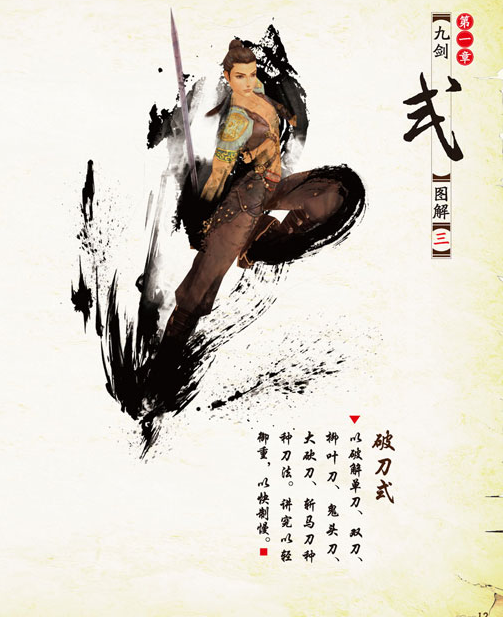 第一章
九剑
式
图解
三
破刀式
以破解单刀、双刀、
柳叶刀、鬼头刀、
大砍刀、斩马刀种
种刀法。讲究以轻
御重，以快制慢。
12